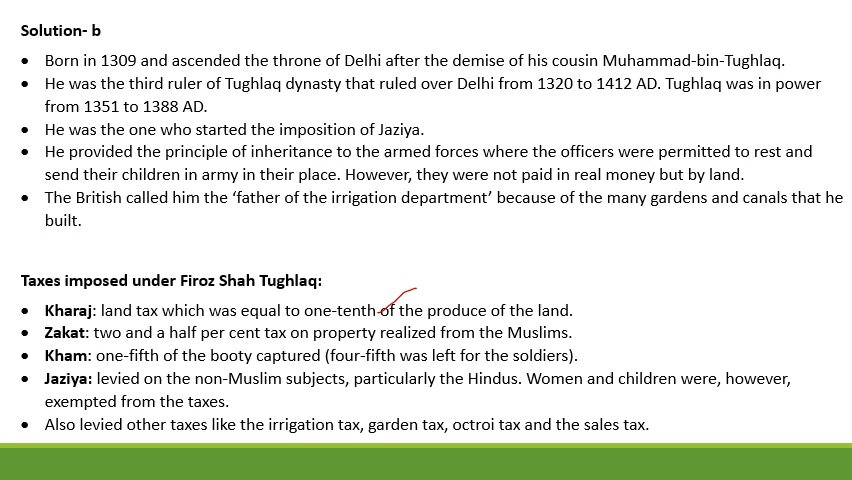 Solution- b
• Born in 1309 and ascended the throne of Delhi after the demise of his cousin Muhammad-bin-Tughlaq.
• He was the third ruler of Tughlaq dynasty that ruled over Delhi from 1320 to 1412 AD. Tughlaq was in power
from 1351 to 1388 AD.
• He was the one who started the imposition of Jaziya.
• He provided the principle of inheritance to the armed forces where the officers were permitted to rest and
send their children in army in their place. However, they were not paid in real money but by land.
• The British called him the ‘father of the irrigation department’ because of the many gardens and canals that he
built.
Taxes imposed under Firoz Shah Tughlaq:
• Kharaj: land tax which was equal to one-tenth of the produce of the land.
• Zakat: two and a half per cent tax on property realized from the Muslims.
• Kham: one-fifth of the booty captured (four-fifth was left for the soldiers).
• Jaziya: levied on the non-Muslim subjects, particularly the Hindus. Women and children were, however,
exempted from the taxes.
• Also levied other taxes like the irrigation tax, garden tax, octroi tax and the sales tax.